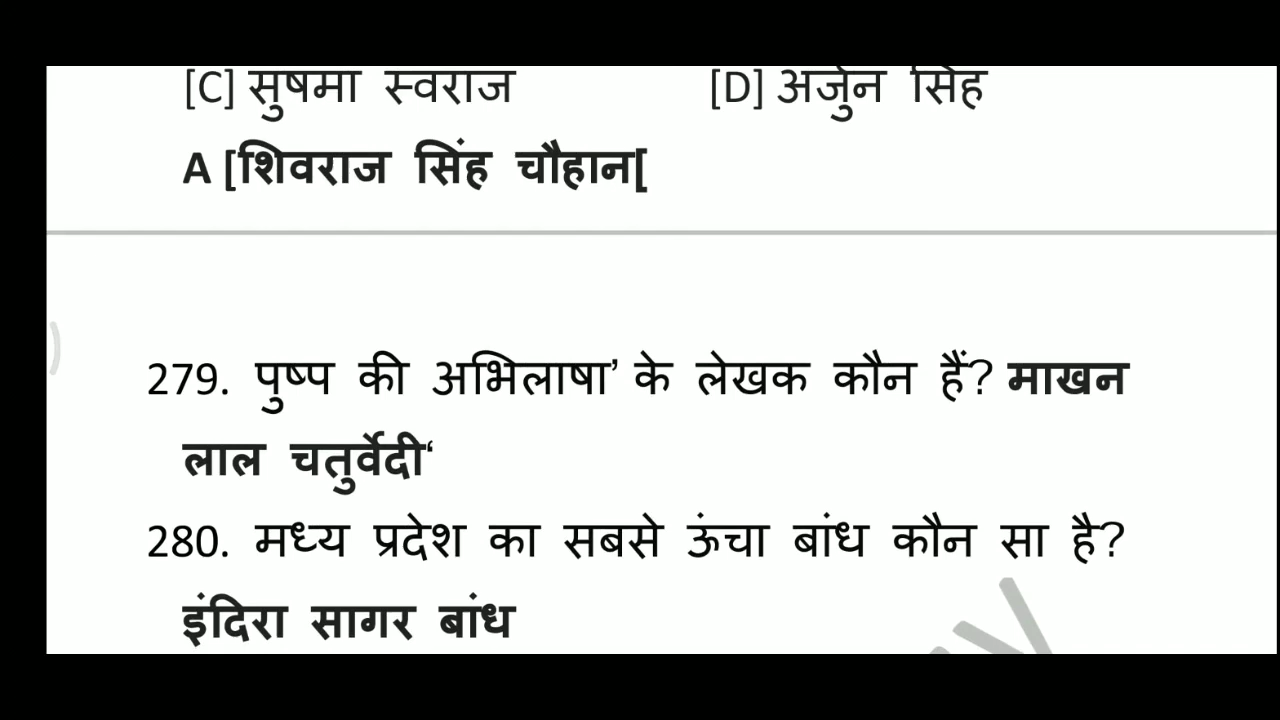 [C] सुषमा स्वराज [D] अर्जुन सिंह
A [शिवराज सिंह चौहान[
279. पुष्प की अभिलाषा’ के लेखक कौन हैं? माखन
लाल चतुर्वेदी‘
280. मध्य प्रदेश का सबसे ऊंचा बांध कौन सा है?
इंदिरा सागर बांध